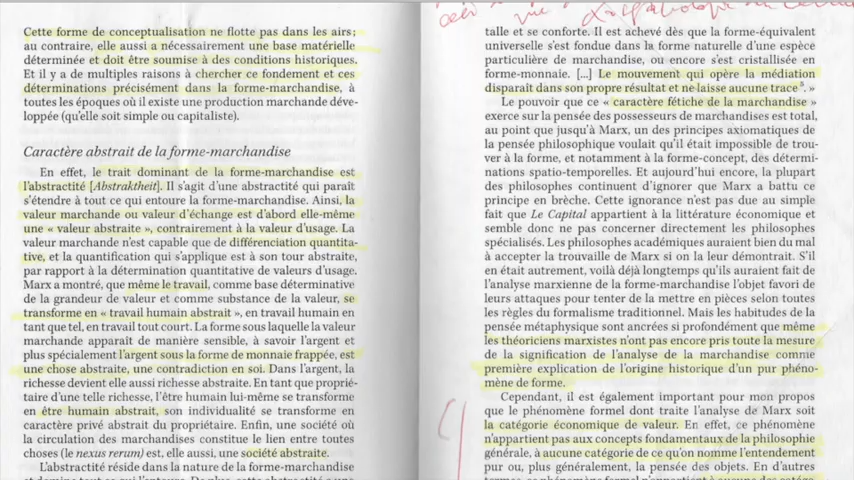 Cette forme de conceptualisation ne flotte pas dans les airs;
au contraire, elle aussi a nécessairement une base matérielle
déterminée et doit être soumise à des conditions historiques.
Et il y a de multiples raisons à chercher ce fondement et ces
déterminations précisément dans la forme-marchandise, à
toutes les époques où il existe une production marchande déve-
loppée (qu'elle soit simple ou capitaliste).
Caractère abstrait de la forme-marchandise
En effet, le trait dominant de la forme-marchandise est
l'abstractité [Abstraktheit]. Il s'agit d'une abstractité qui paraît
s'étendre à tout ce qui entoure la forme-marchandise. Ainsi, la
valeur marchande ou valeur d'échange est d'abord elle-même
une « valeur abstraite », contrairement à la valeur d'usage. La
valeur marchande n'est capable que de différenciation quantita-
tive, et la quantification qui s'applique est à son tour abstraite,
par rapport à la détermination quantitative de valeurs d'usage.
Marx a montré, que même le travail, comme base déterminative
de la grandeur de valeur et comme substance de la valeur, se
transforme en « travail humain abstrait », en travail humain en
tant que tel, en travail tout court. La forme sous laquelle la valeur
marchande apparaît de manière sensible, à savoir l'argent et
plus spécialement l'argent sous la forme de monnaie frappée, est
une chose abstraite, une contradiction en soi. Dans l'argent, la
richesse devient elle aussi richesse abstraite. En tant que proprié-
taire d'une telle richesse, l'être humain lui-même se transforme
en être humain abstrait, son individualité se transforme en
caractère privé abstrait du propriétaire. Enfin, une société où
la circulation des marchandises constitue le lien entre toutes
choses (le nexus rerum) est, elle aussi, une société abstraite.
L'abstractité réside dans la nature de la forme-marchandise
talle et se conforte. Il est achevé dès que la forme-équivalent
universelle s'est fondue dans la forme naturelle d'une espèce
particulière de marchandise, ou encore s'est cristallisée en
forme-monnaie. [...] Le mouvement qui opère la médiation
disparaît dans son propre résultat et ne laisse aucune trace⁵. »
Le pouvoir que ce « caractère fétiche de la marchandise »
exerce sur la pensée des possesseurs de marchandises est total,
au point que jusqu'à Marx, un des principes axiomatiques de
la pensée philosophique voulait qu'il était impossible de trou-
ver à la forme, et notamment à la forme-concept, des détermi-
nations spatio-temporelles. Et aujourd'hui encore, la plupart
des philosophes continuent d'ignorer que Marx a battu ce
principe en brèche. Cette ignorance n'est pas due au simple
fait que Le Capital appartient à la littérature économique et
semble donc ne pas concerner directement les philosophes
spécialisés. Les philosophes académiques auraient bien du mal
à accepter la trouvaille de Marx si on la leur démontrait. S'il
en était autrement, voilà déjà longtemps qu'ils auraient fait de
l'analyse marxienne de la forme-marchandise l'objet favori de
leurs attaques pour tenter de la mettre en pièces selon toutes
les règles du formalisme traditionnel. Mais les habitudes de la
pensée métaphysique sont ancrées si profondément que même
les théoriciens marxistes n'ont pas encore pris toute la mesure
de la signification de l'analyse de la marchandise comme
première explication de l'origine historique d'un pur phéno-
mène de forme.
Cependant, il est également important pour mon propos
que le phénomène formel dont traite l'analyse de Marx soit
la catégorie économique de valeur. En effet, ce phénomène
n'appartient pas aux concepts fondamentaux de la philosophie
générale, à aucune catégorie de ce qu'on nomme l'entendement
pur ou, plus généralement, la pensée des objets. En d'autres